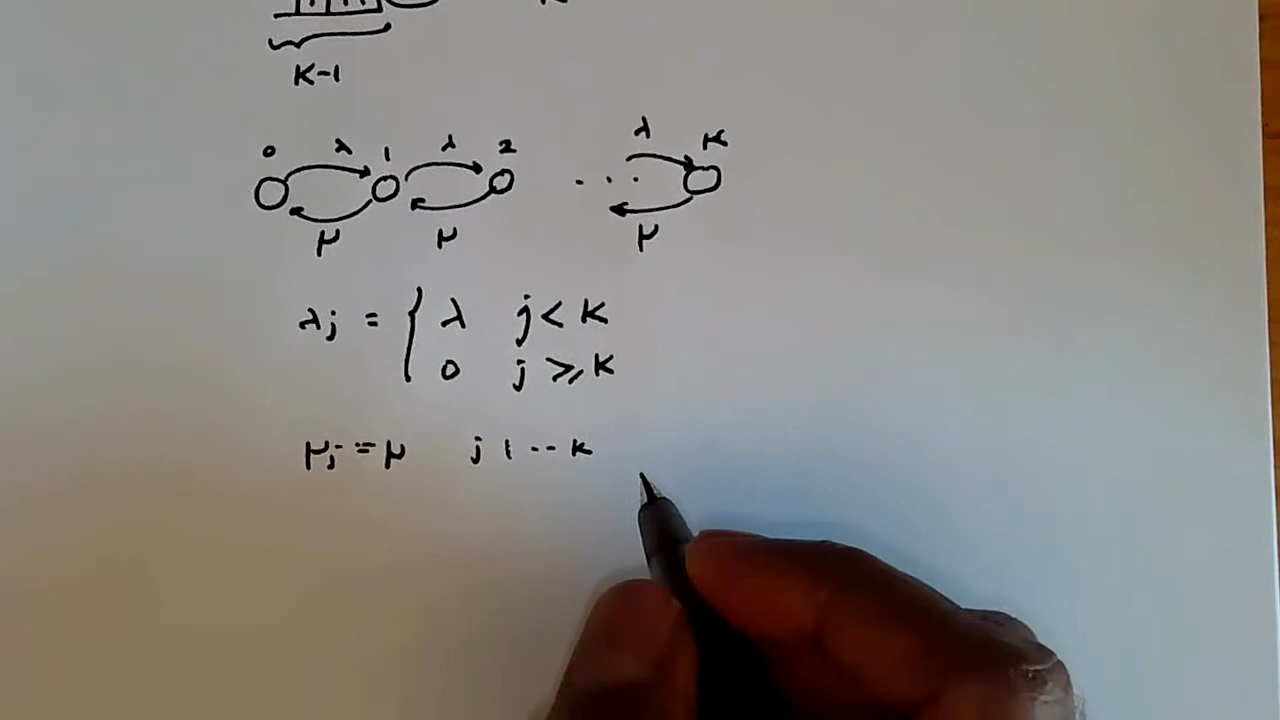 K-1
0 λ 1 λ 2 ... λ K
μ μ μ
λj = { λ j < K
0 j ⩾ K
μj = μ j 1 -- K